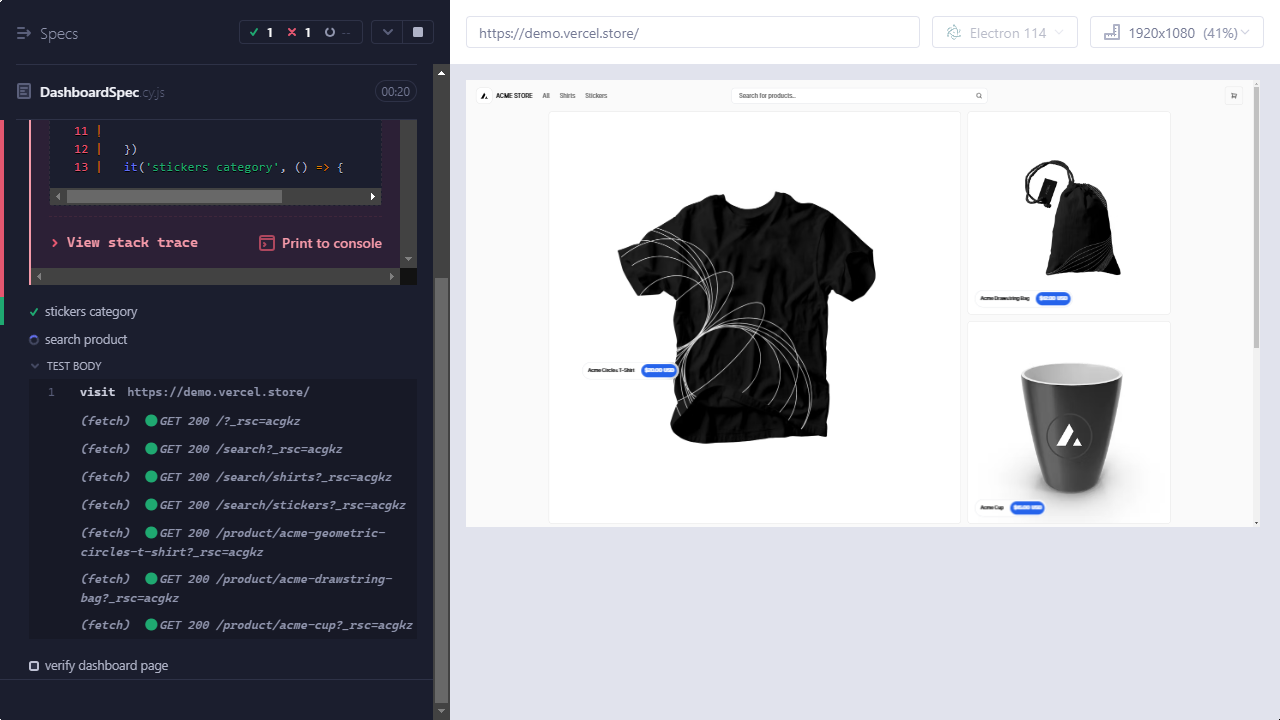 Specs
1
1
--
DashboardSpec.cy.js
00:20
11 |
12 | })
13 | it('stickers category', () => {
View stack trace
Print to console
stickers category
search product
TEST BODY
1 visit https://demo.vercel.store/
(fetch) GET 200 /?_rsc=acgkz
(fetch) GET 200 /search?_rsc=acgkz
(fetch) GET 200 /search/shirts?_rsc=acgkz
(fetch) GET 200 /search/stickers?_rsc=acgkz
(fetch) GET 200 /product/acme-geometric-
circles-t-shirt?_rsc=acgkz
(fetch) GET 200 /product/acme-drawstring-
bag?_rsc=acgkz
(fetch) GET 200 /product/acme-cup?_rsc=acgkz
verify dashboard page
https://demo.vercel.store/
Electron 114
1920x1080 (41%)
ACME STORE All Shirts Stickers
Search for products...
Acme Circles T-Shirt
Acme Drawstring Bag
Acme Cup